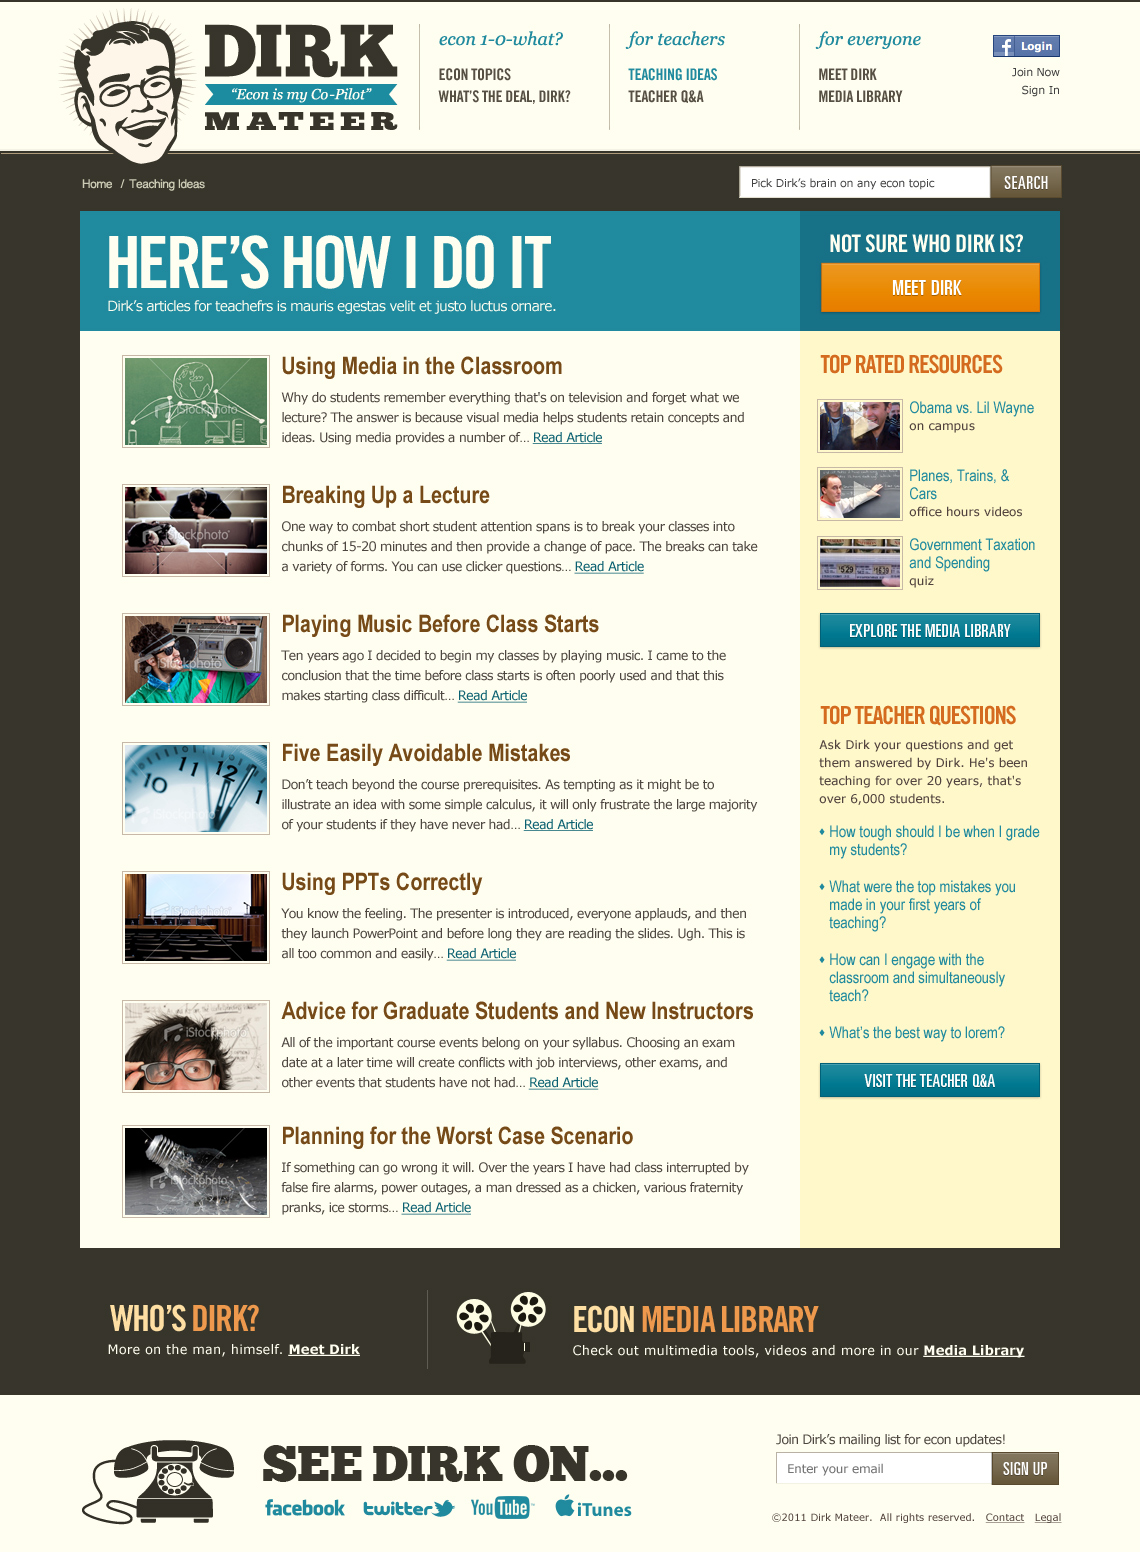 DIRK
“Econ is my Co-Pilot”
MATEER
econ 1-0-what?
ECON TOPICS
WHAT'S THE DEAL, DIRK?
for teachers
TEACHING IDEAS
TEACHER Q&A
for everyone
MEET DIRK
MEDIA LIBRARY
f Login
Join Now
Sign In
Home / Teaching Ideas
Pick Dirk's brain on any econ topic
SEARCH
HERE'S HOW I DO IT
Dirk's articles for teachefrs is mauris egestas velit et justo luctus ornare.
NOT SURE WHO DIRK IS?
MEET DIRK
Using Media in the Classroom
Why do students remember everything that's on television and forget what we
lecture? The answer is because visual media helps students retain concepts and
ideas. Using media provides a number of... Read Article
iStockphoto
Breaking Up a Lecture
One way to combat short student attention spans is to break your classes into
chunks of 15-20 minutes and then provide a change of pace. The breaks can take
a variety of forms. You can use clicker questions... Read Article
iStockphoto
Playing Music Before Class Starts
Ten years ago I decided to begin my classes by playing music. I came to the
conclusion that the time before class starts is often poorly used and that this
makes starting class difficult... Read Article
iStockphoto
Five Easily Avoidable Mistakes
Don't teach beyond the course prerequisites. As tempting as it might be to
illustrate an idea with some simple calculus, it will only frustrate the large majority
of your students if they have never had... Read Article
10 11 12 1
Using PPTs Correctly
You know the feeling. The presenter is introduced, everyone applauds, and then
they launch PowerPoint and before long they are reading the slides. Ugh. This is
all too common and easily... Read Article
iStockphoto
Advice for Graduate Students and New Instructors
All of the important course events belong on your syllabus. Choosing an exam
date at a later time will create conflicts with job interviews, other exams, and
other events that students have not had... Read Article
iStockphoto
Planning for the Worst Case Scenario
If something can go wrong it will. Over the years I have had class interrupted by
false fire alarms, power outages, a man dressed as a chicken, various fraternity
pranks, ice storms... Read Article
iStockphoto
TOP RATED RESOURCES
Obama vs. Lil Wayne
on campus
Planes, Trains, &
Cars
office hours videos
Government Taxation
and Spending
quiz
EXPLORE THE MEDIA LIBRARY
TOP TEACHER QUESTIONS
Ask Dirk your questions and get
them answered by Dirk. He's been
teaching for over 20 years, that's
over 6,000 students.
How tough should I be when I grade
my students?
What were the top mistakes you
made in your first years of
teaching?
How can I engage with the
classroom and simultaneously
teach?
What's the best way to lorem?
VISIT THE TEACHER Q&A
WHO'S DIRK?
More on the man, himself. Meet Dirk
ECON MEDIA LIBRARY
Check out multimedia tools, videos and more in our Media Library
SEE DIRK ON...
facebook
twitter
YouTube
iTunes
Join Dirk's mailing list for econ updates!
Enter your email
SIGN UP
©2011 Dirk Mateer. All rights reserved. Contact Legal